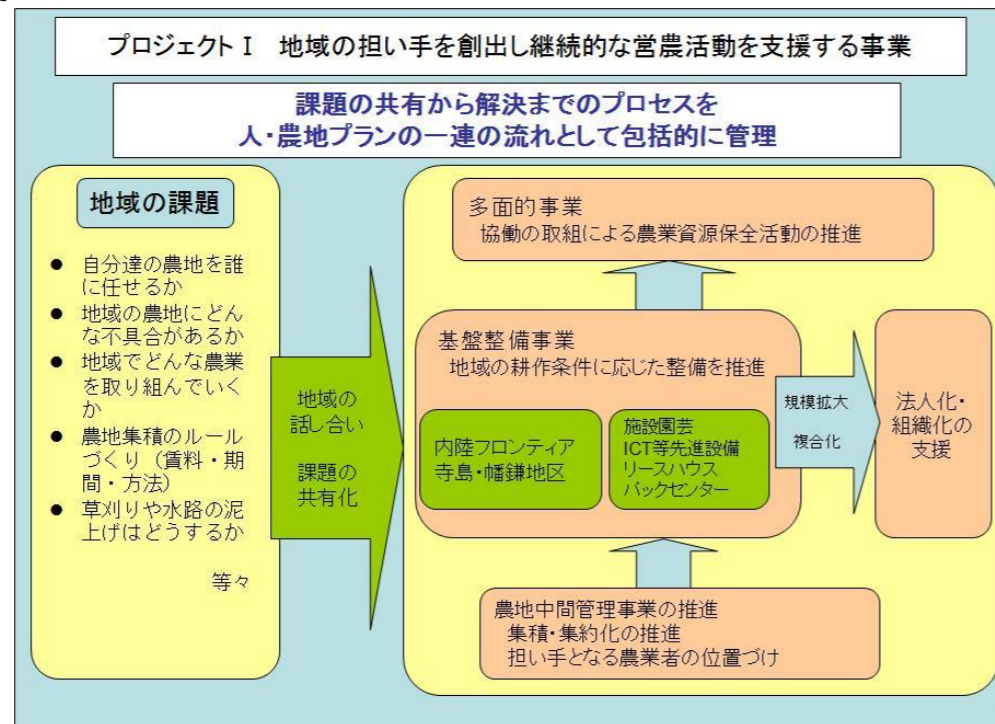 プロジェクトⅠ 地域の担い手を創出し継続的な営農活動を支援する事業
課題の共有から解決までのプロセスを
人・農地プランの一連の流れとして包括的に管理
地域の課題
● 自分達の農地を誰
に任せるか
● 地域の農地にどん
な不具合があるか
● 地域でどんな農業
を取り組んでいく
か
● 農地集積のルール
づくり（賃料・期
間・方法）
● 草刈りや水路の泥
上げはどうするか
等々
地域の
話し合い
課題の
共有化
多面的事業
協働の取組による農業資源保全活動の推進
基盤整備事業
地域の耕作条件に応じた整備を推進
内陸フロンティア
寺島・幡鎌地区
施設園芸
ICT等先進設備
リースハウス
パックセンター
規模拡大
複合化
法人化・
組織化の
支援
農地中間管理事業の推進
集積・集約化の推進
担い手となる農業者の位置づけ